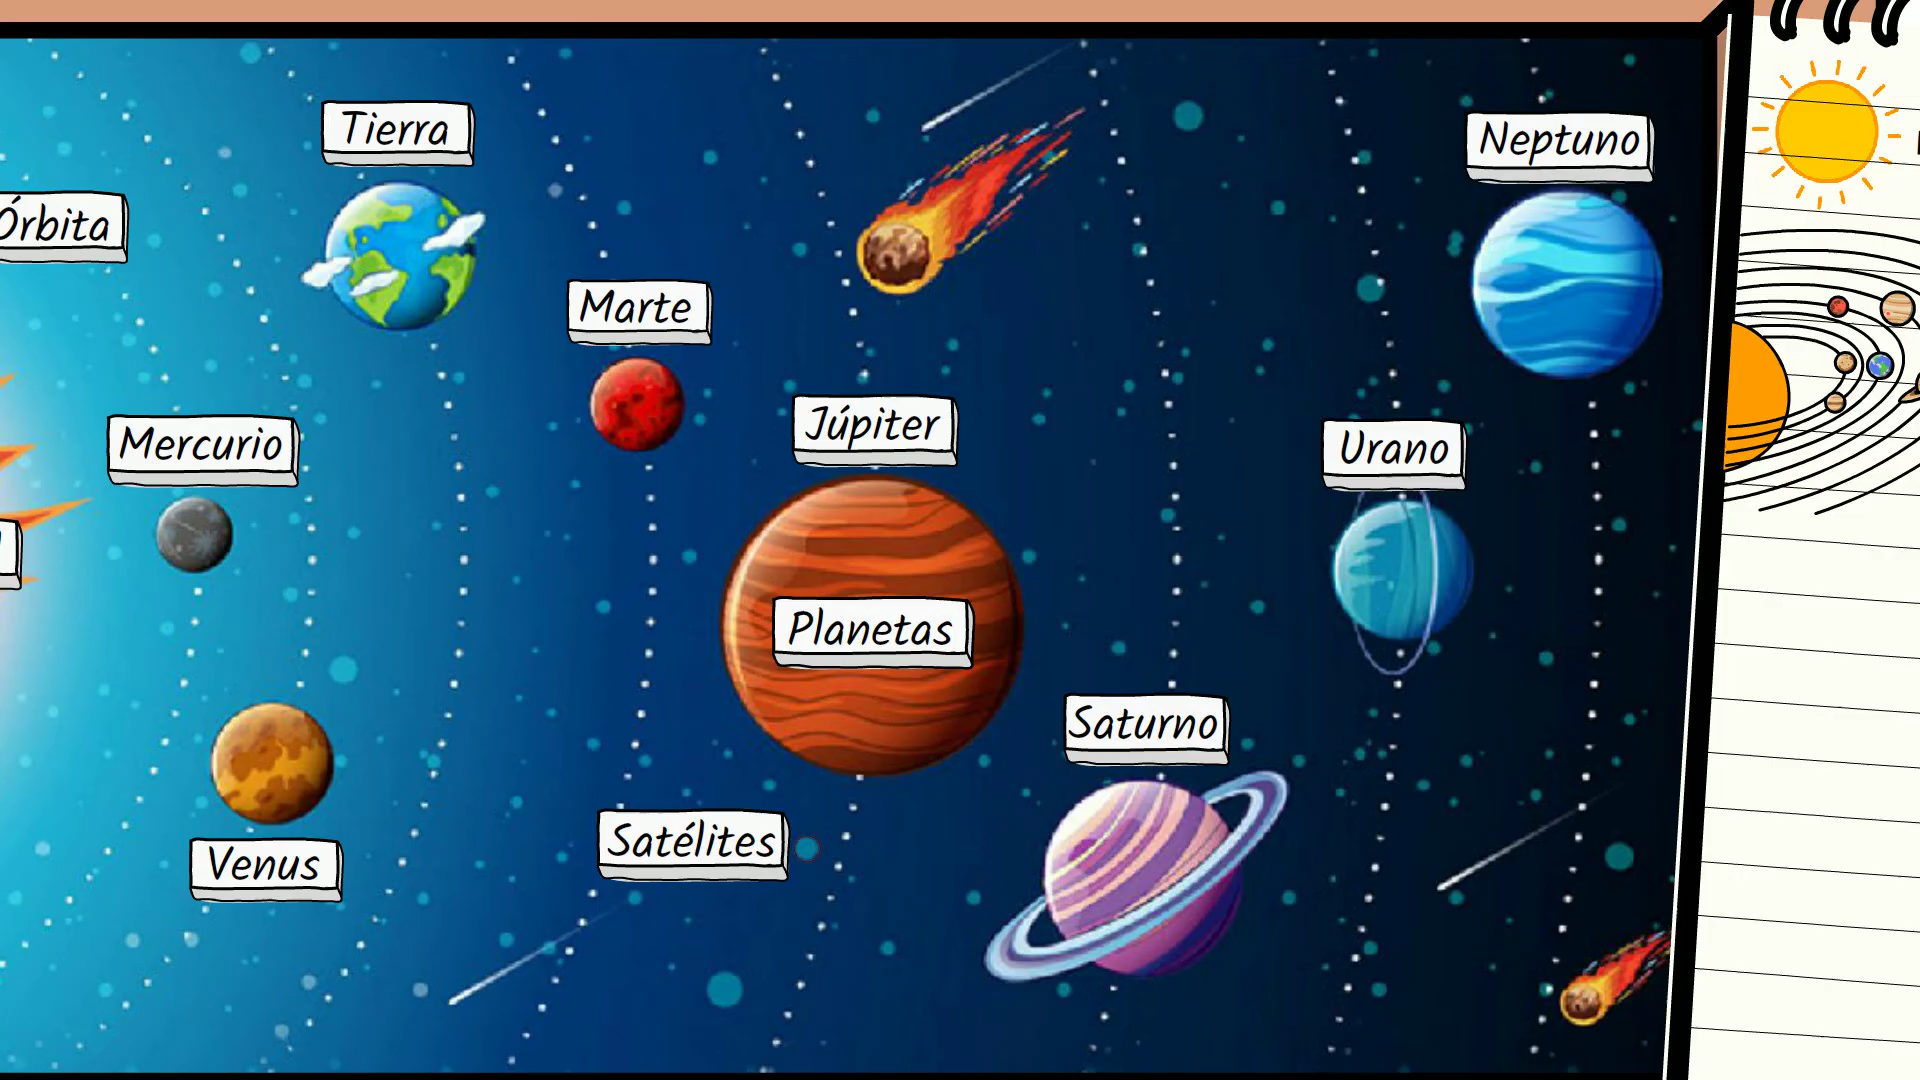 Tierra
Neptuno
Órbita
Marte
Júpiter
Mercurio
Urano
Planetas
Saturno
Satélites
Venus